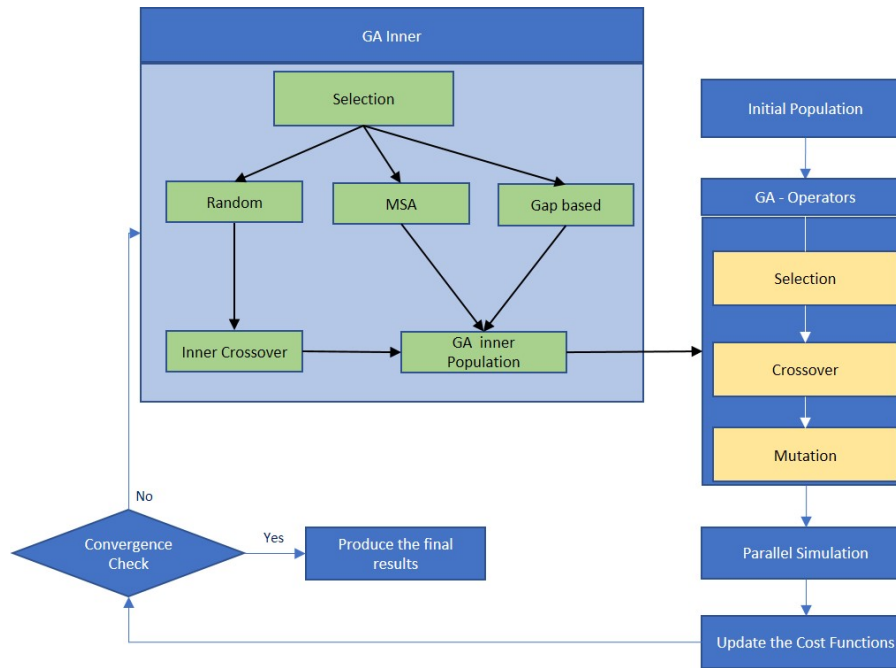 GA Inner
Selection
Random
MSA
Gap based
Inner Crossover
GA inner
Population
Initial Population
GA - Operators
Selection
Crossover
Mutation
Parallel Simulation
Update the Cost Functions
No
Convergence
Check
Yes
Produce the final
results